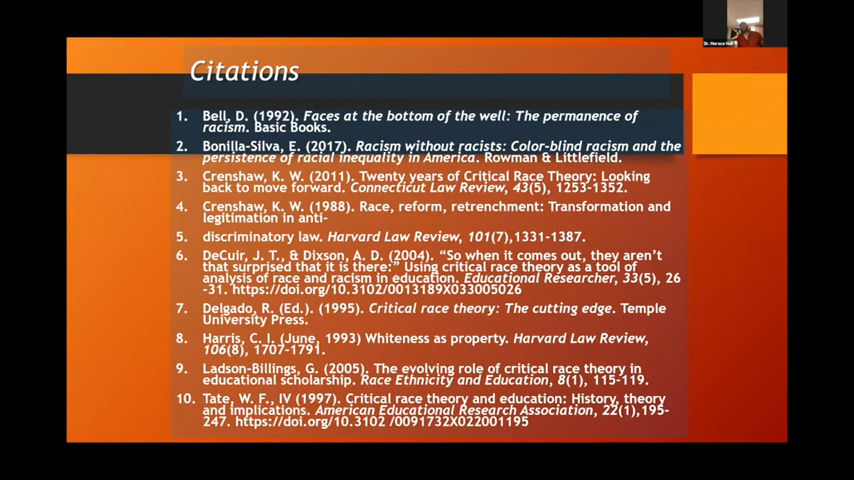 Dr. Horace Hall
Citations
1. Bell, D. (1992). Faces at the bottom of the well: The permanence of
racism. Basic Books.
2. Bonilla-Silva, E. (2017). Racism without racists: Color-blind racism and the
persistence of racial inequality in America. Rowman & Littlefield.
3. Crenshaw, K. W. (2011). Twenty years of Critical Race Theory: Looking
back to move forward. Connecticut Law Review, 43(5), 1253-1352.
4. Crenshaw, K. W. (1988). Race, reform, retrenchment: Transformation and
legitimation in anti-
5. discriminatory law. Harvard Law Review, 101(7),1331-1387.
6. DeCuir, J. T., & Dixson, A. D. (2004). “So when it comes out, they aren’t
that surprised that it is there:” Using critical race theory as a tool of
analysis of race and racism in education. Educational Researcher, 33(5), 26
-31. https://doi.org/10.3102/0013189X033005026
7. Delgado, R. (Ed.). (1995). Critical race theory: The cutting edge. Temple
University Press.
8. Harris, C. I. (June, 1993) Whiteness as property. Harvard Law Review,
106(8), 1707-1791.
9. Ladson-Billings, G. (2005). The evolving role of critical race theory in
educational scholarship. Race Ethnicity and Education, 8(1), 115-119.
10. Tate, W. F., IV (1997). Critical race theory and education: History, theory
and implications. American Educational Research Association, 22(1),195-
247. https://doi.org/10.3102 /0091732X022001195